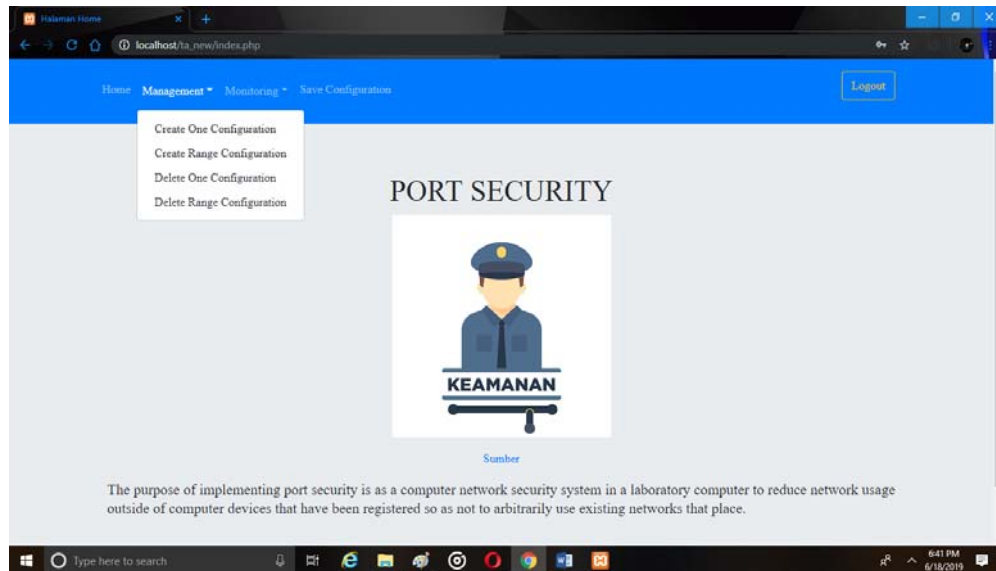 Halaman Home
localhost/ta_new/index.php
Home Management Monitoring Save Configuration Logout
Create One Configuration
Create Range Configuration
Delete One Configuration
Delete Range Configuration
PORT SECURITY
KEAMANAN
Sumber
The purpose of implementing port security is as a computer network security system in a laboratory computer to reduce network usage
outside of computer devices that have been registered so as not to arbitrarily use existing networks that place.
Type here to search
6:41 PM
6/18/2019